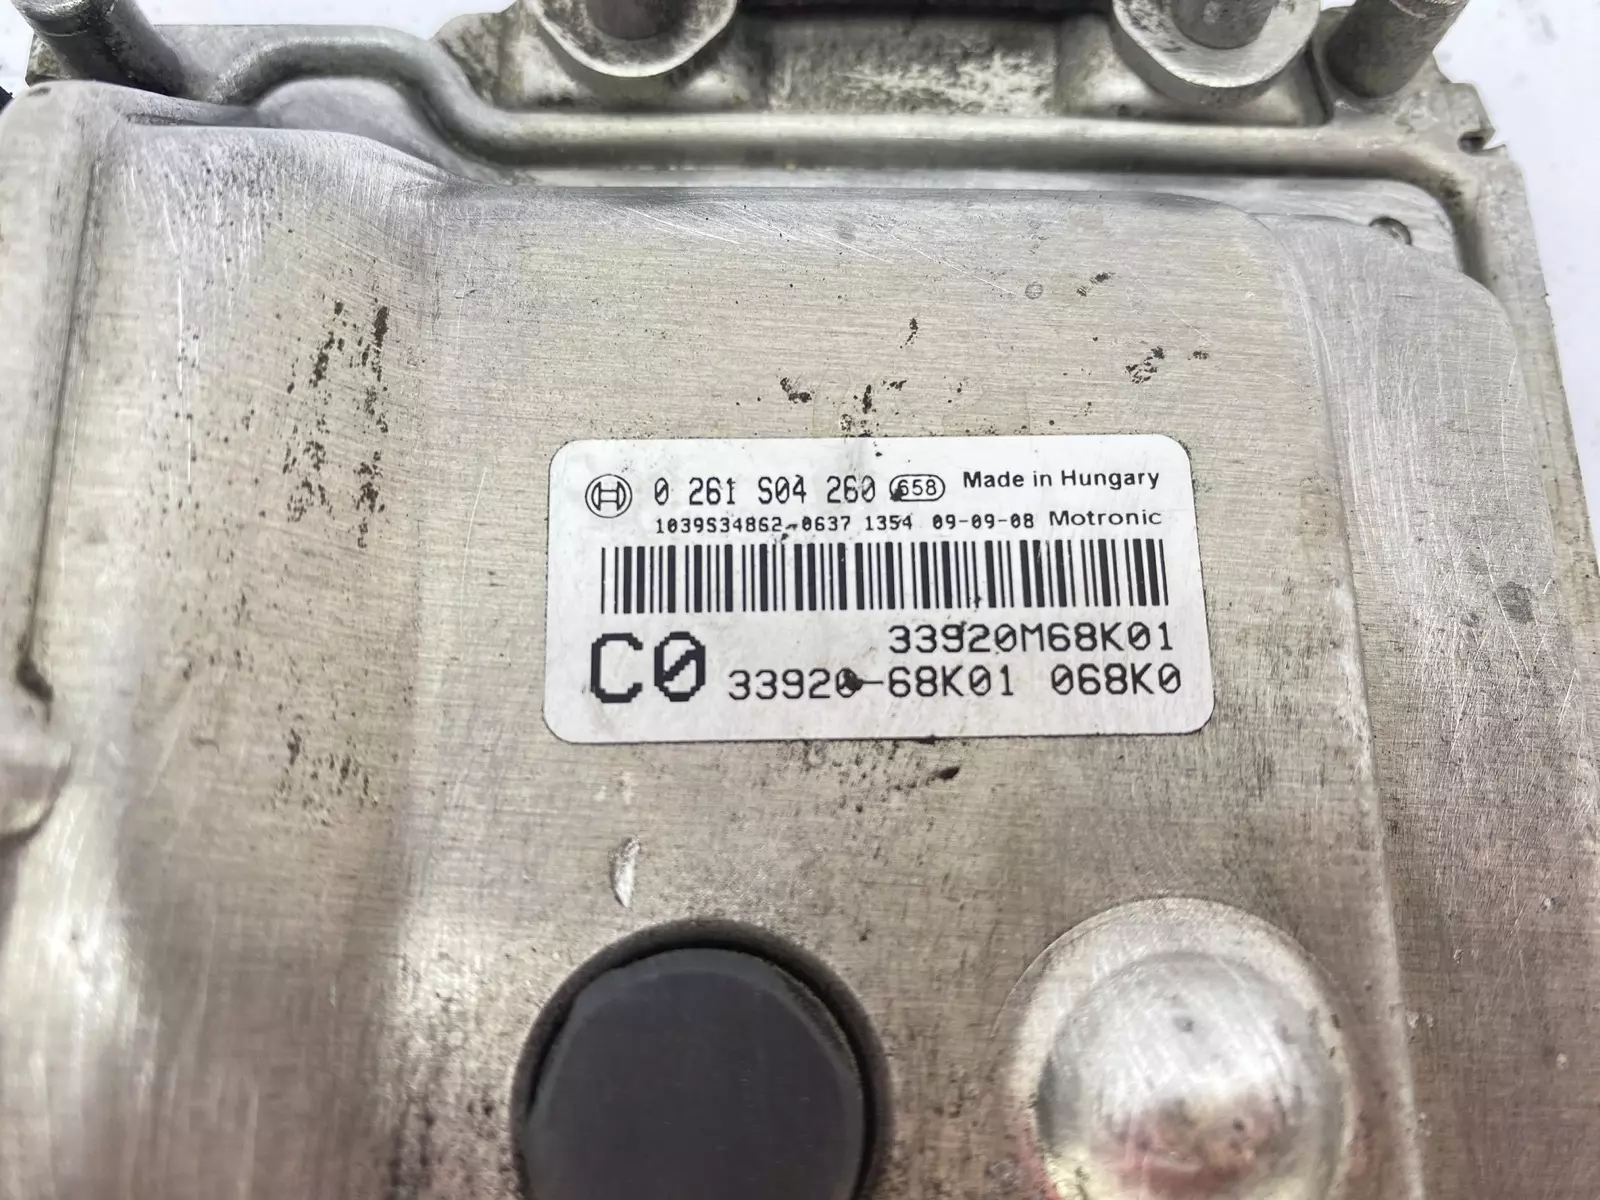 0 261 S04 260 658 Made in Hungary
1039S34862-0637 1354 09-09-08 Motronic
33920M68K01
C0 33920-68K01 068K0